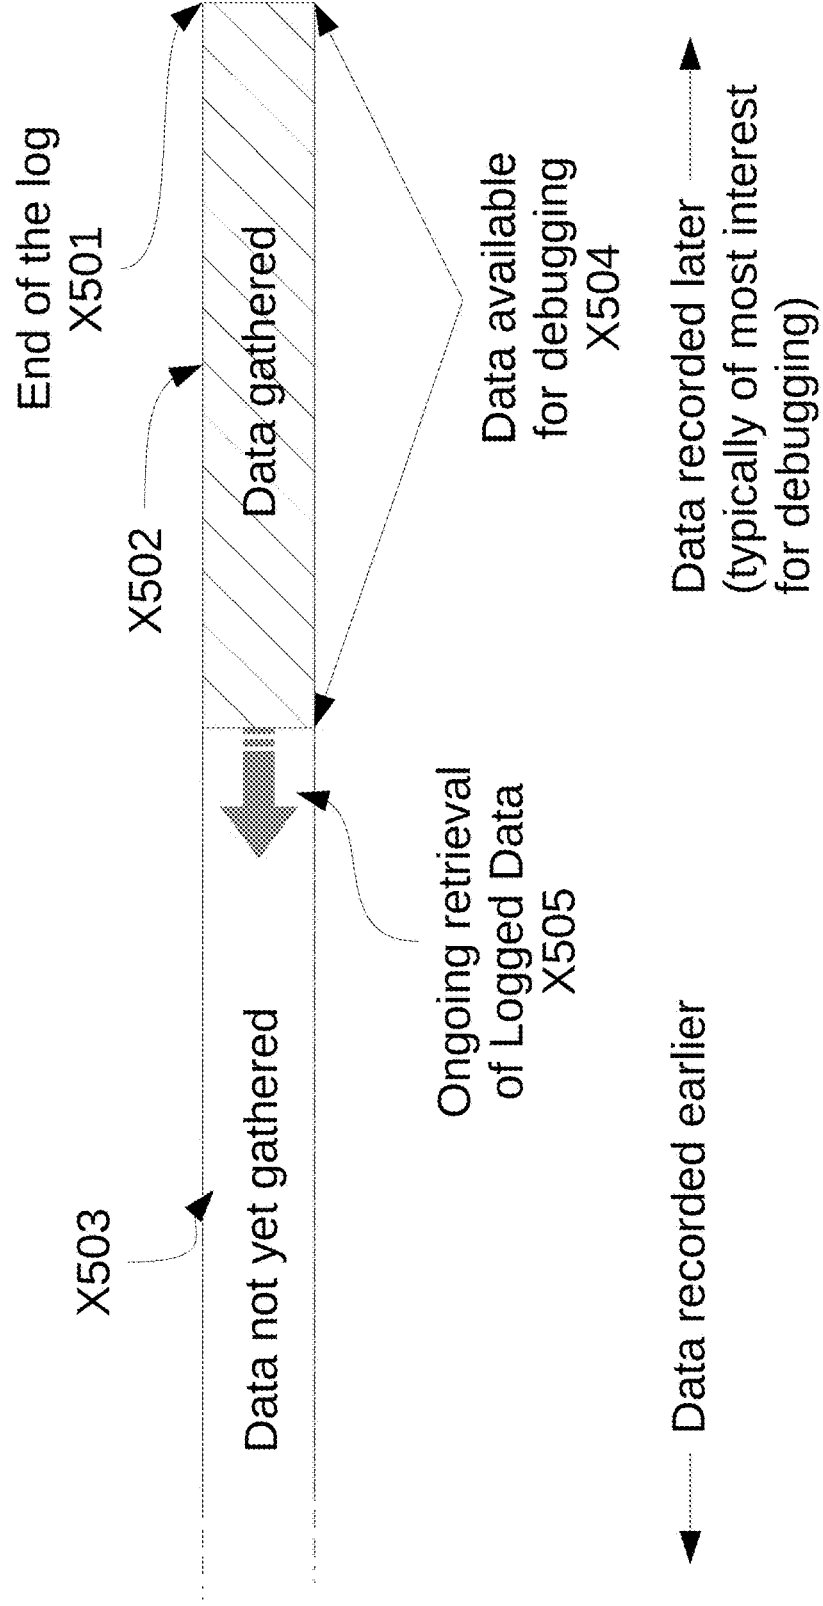 End of the log
X501
X502
X503
Data gathered
Data not yet gathered
Data available
for debugging
X504
Ongoing retrieval
of Logged Data
X505
Data recorded earlier
Data recorded later
(typically of most interest
for debugging)